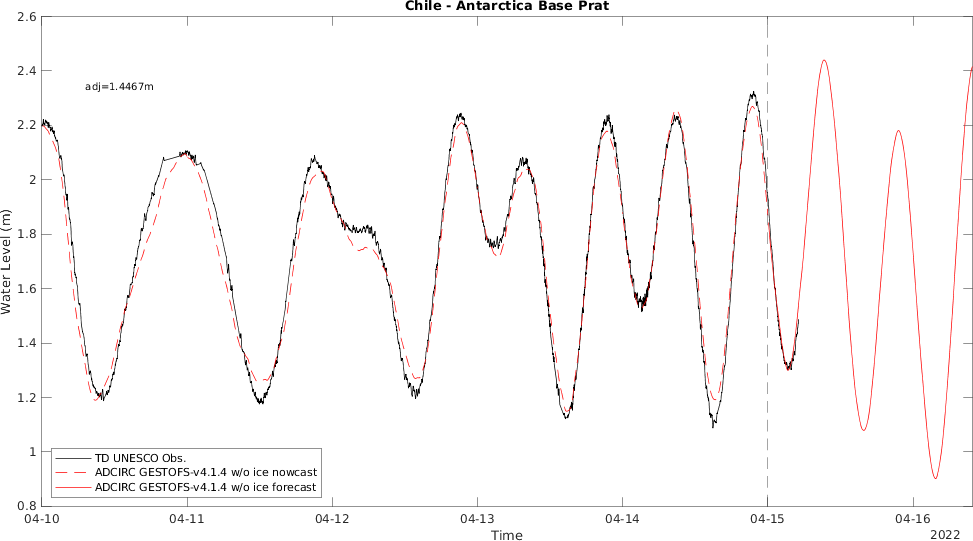 Chile - Antarctica Base Prat
2.6
2.4
adj=1.4467m
2.2
2
1.8
Water Level (m)
1.6
1.4
1.2
1
TD UNESCO Obs.
ADCIRC GESTOFS-v4.1.4 w/o ice nowcast
ADCIRC GESTOFS-v4.1.4 w/o ice forecast
0.8
04-10 04-11 04-12 04-13 04-14 04-15 04-16
Time
2022